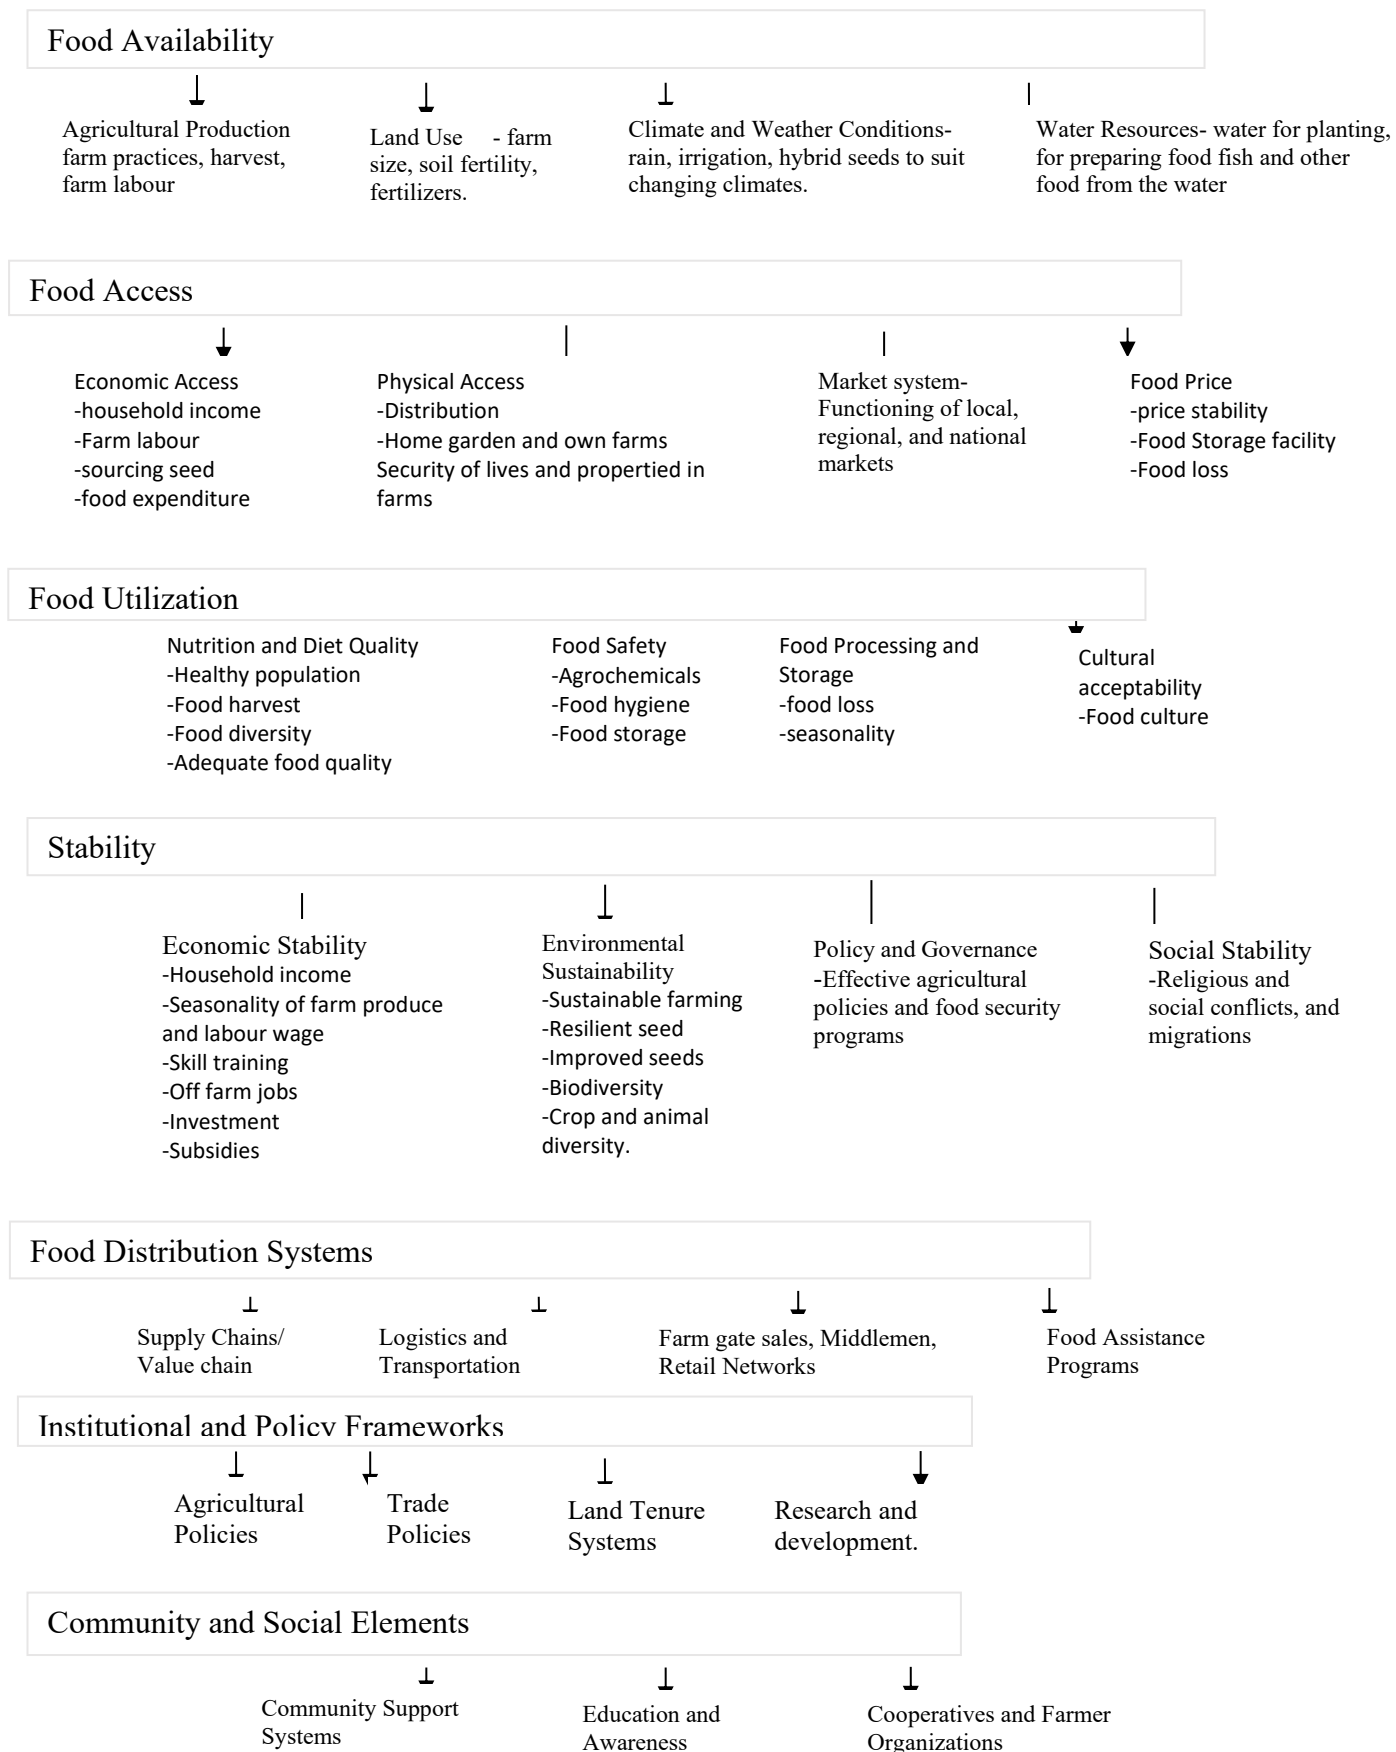 Food Availability
Agricultural Production
farm practices, harvest,
farm labour
Land Use - farm
size, soil fertility,
fertilizers.
Climate and Weather Conditions-
rain, irrigation, hybrid seeds to suit
changing climates.
Water Resources- water for planting,
for preparing food fish and other
food from the water
Food Access
Economic Access
-household income
-Farm labour
-sourcing seed
-food expenditure
Physical Access
-Distribution
-Home garden and own farms
Security of lives and propertied in
farms
Market system-
Functioning of local,
regional, and national
markets
Food Price
-price stability
-Food Storage facility
-Food loss
Food Utilization
Nutrition and Diet Quality
-Healthy population
-Food harvest
-Food diversity
-Adequate food quality
Food Safety
-Agrochemicals
-Food hygiene
-Food storage
Food Processing and
Storage
-food loss
-seasonality
Cultural
acceptability
-Food culture
Stability
Economic Stability
-Household income
-Seasonality of farm produce
and labour wage
-Skill training
-Off farm jobs
-Investment
-Subsidies
Environmental
Sustainability
-Sustainable farming
-Resilient seed
-Improved seeds
-Biodiversity
-Crop and animal
diversity.
Policy and Governance
-Effective agricultural
policies and food security
programs
Social Stability
-Religious and
social conflicts, and
migrations
Food Distribution Systems
Supply Chains/
Value chain
Logistics and
Transportation
Farm gate sales, Middlemen,
Retail Networks
Food Assistance
Programs
Institutional and Policy Frameworks
Agricultural
Policies
Trade
Policies
Land Tenure
Systems
Research and
development.
Community and Social Elements
Community Support
Systems
Education and
Awareness
Cooperatives and Farmer
Organizations